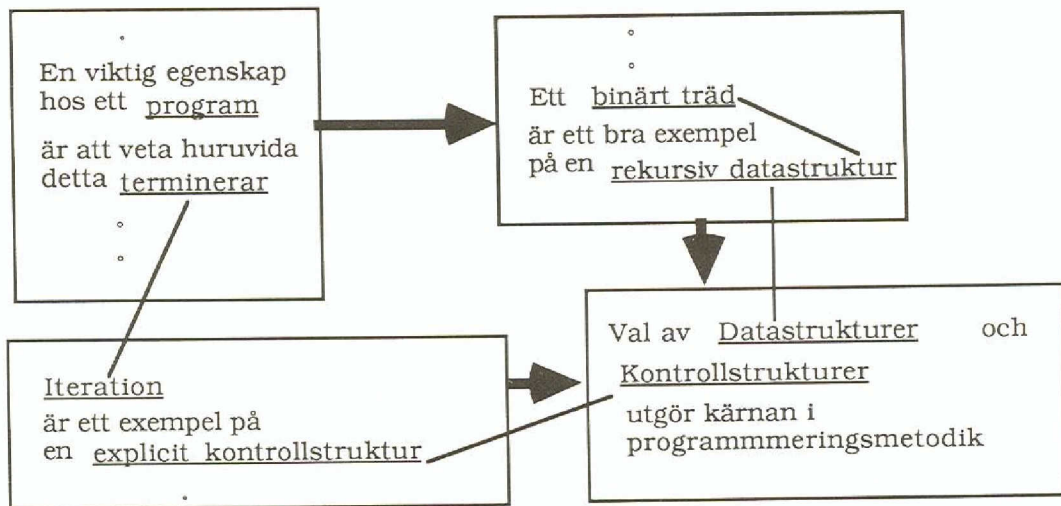 En viktig egenskap
hos ett program
är att veta huruvida
detta terminerar
Ett binärt träd
är ett bra exempel
på en rekursiv datastruktur
Iteration
är ett exempel på
en explicit kontrollstruktur
Val av Datastrukturer och
Kontrollstrukturer
utgör kärnan i
programmmeringsmetodik